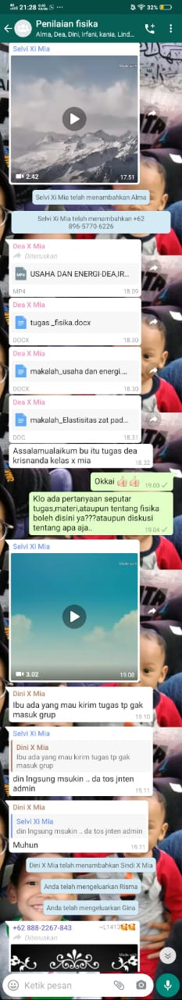 21:28
32%
Penilaian fisika
Alma, Dea, Dini, Irfani, kania, Lind...
Selvi Xi Mia
2.42
17.51
Selvi Xi Mia telah menambahkan Alma
Selvi Xi Mia telah menambahkan +62
896-5770-6226
Dea X Mia
Diteruskan
USAHA DAN ENERGI-DEA,IR...
MP4
18.09
Dea X Mia
tugas _fisika.docx
DOCX
18.30
Dea X Mia
makalah_usaha dan energi....
DOCX
18.30
Dea X Mia
makalah_Elastisitas zat pad...
DOC
18.31
Assalamualaikum bu itu tugas dea
krisnanda kelas x mia
18.32
Okkai 👍👍
19.00
Klo ada pertanyaan seputar
tugas,materi,ataupun tentang fisika
boleh disini ya???ataupun diskusi
tentang apa aja..
19.04
Selvi Xi Mia
3.02
19.08
Dini X Mia
Ibu ada yang mau kirim tugas tp gak
masuk grup
19.10
Selvi Xi Mia
Dini X Mia
Ibu ada yang mau kirim tugas tp gak
masuk grup
din lngsung msukin .. da tos jnten
admin
19.11
Dini X Mia
Selvi Xi Mia
din lngsung msukin .. da tos jnten admin
Muhun
19.11
Dini X Mia telah menambahkan Sindi X Mia
Anda telah mengeluarkan Risma
Anda telah mengeluarkan Gina
+62 888-2267-843
~L1413🥰🥰
Diteruskan
Ketik pesan